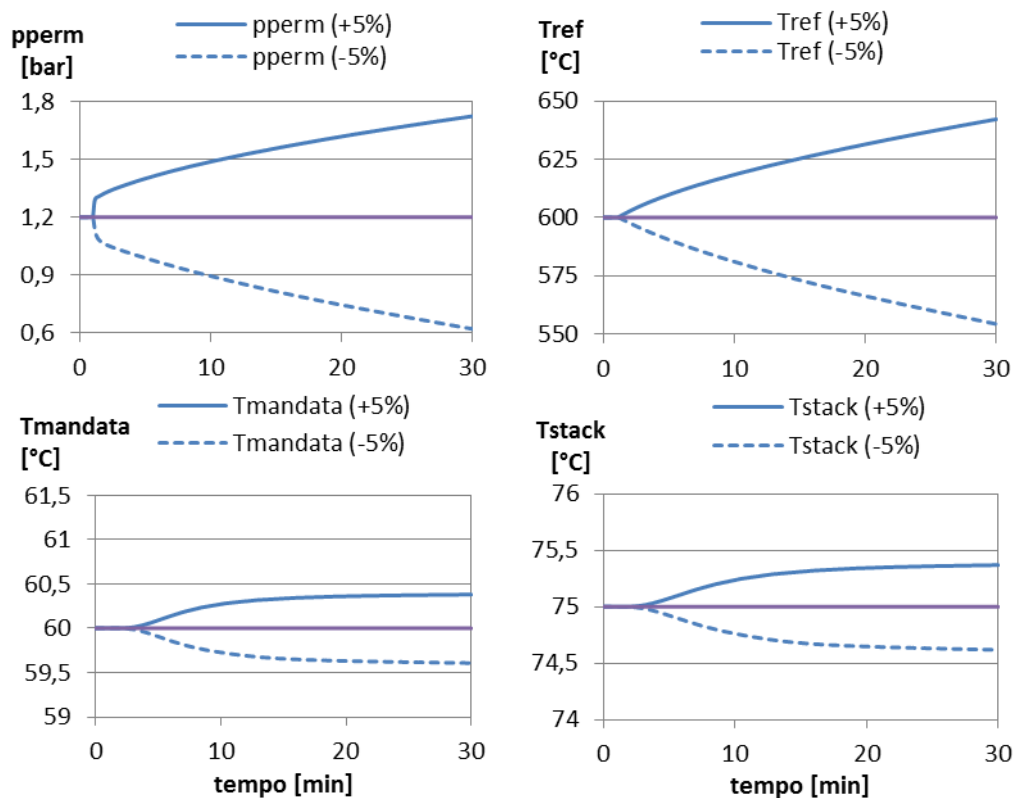 pperm
[bar]
pperm (+5%)
pperm (-5%)
1,8
1,5
1,2
0,9
0,6
0
10
20
30
Tref
[°C]
Tref (+5%)
Tref (-5%)
650
625
600
575
550
0
10
20
30
Tmandata
[°C]
Tmandata (+5%)
Tmandata (-5%)
61,5
61
60,5
60
59,5
59
0
10
20
30
tempo [min]
Tstack
[°C]
Tstack (+5%)
Tstack (-5%)
76
75,5
75
74,5
74
0
10
20
30
tempo [min]